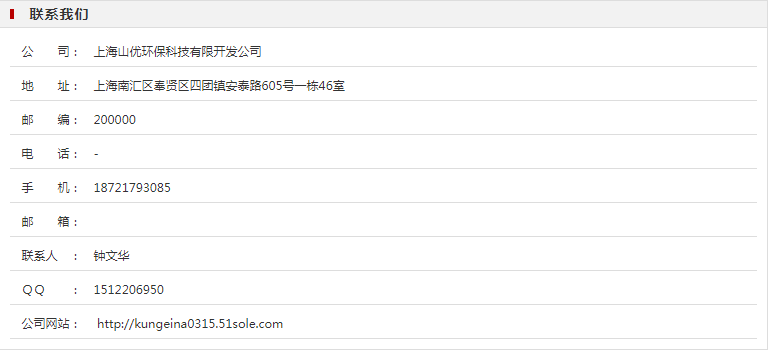 联系我们
公 司： 上海山优环保科技有限开发公司
地 址： 上海南汇区奉贤区四团镇安泰路605号一栋46室
邮 编： 200000
电 话： -
手 机： 18721793085
邮 箱：
联系人 ： 钟文华
QQ ： 1512206950
公司网站： http://kungeina0315.51sole.com